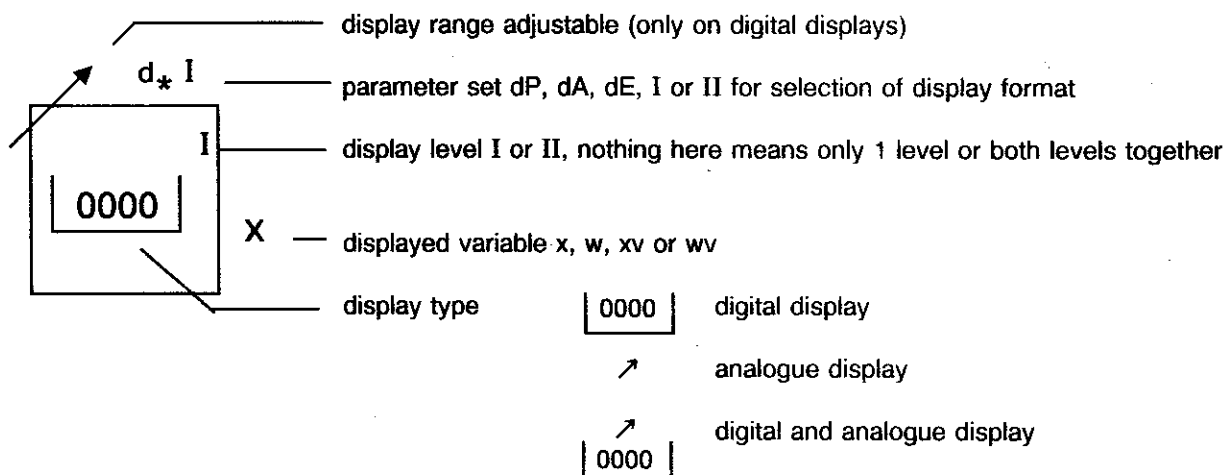 display range adjustable (only on digital displays)
d* I
parameter set dP, dA, dE, I or II for selection of display format
I
display level I or II, nothing here means only 1 level or both levels together
0000
X
displayed variable x, w, xv or wv
display type
0000
digital display
analogue display
digital and analogue display
0000